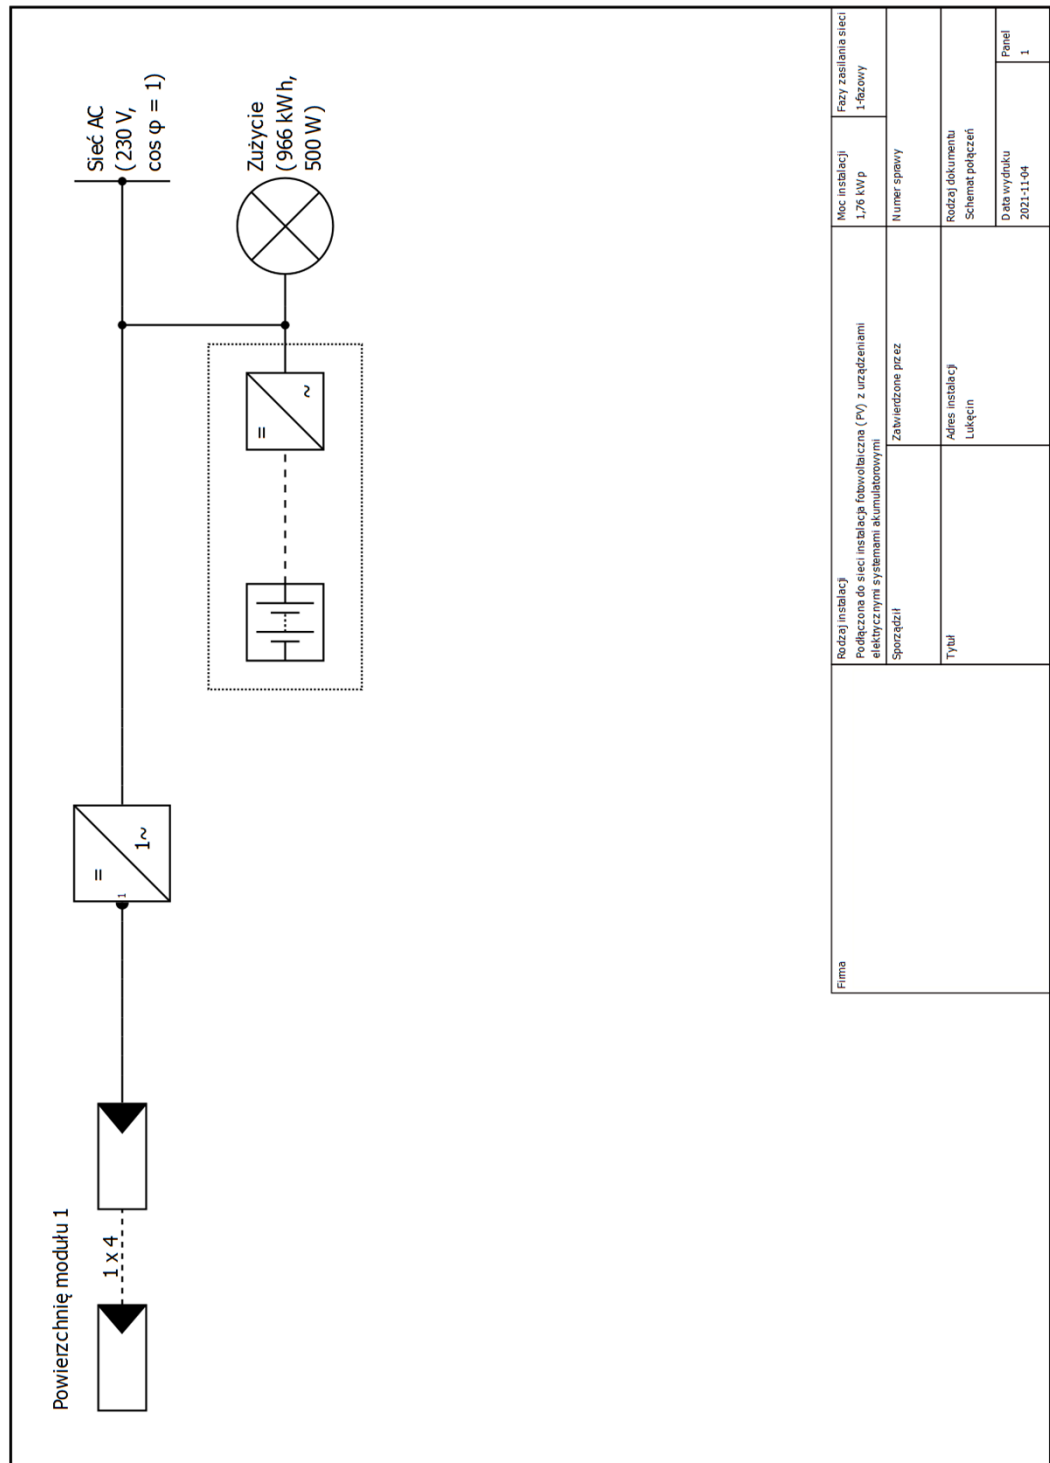 Sieć AC
(230 V,
cos φ = 1)
Zużycie
(966 kWh,
500 W)
=
~
=
1~
1
Powierzchnię modułu 1
1 x 4
Firma
Rodzaj instalacji
Podłączona do sieci instalacja fotowoltaiczna (PV) z urządzeniami
elektrycznymi systemami akumulatorowymi
Moc instalacji
1,76 kWp
Fazy zasilania sieci
1-fazowy
Sporządził
Zatwierdzone przez
Numer sprawy
Tytuł
Adres instalacji
Lukęcin
Rodzaj dokumentu
Schemat połączeń
Data wydruku
2021-11-04
Panel
1